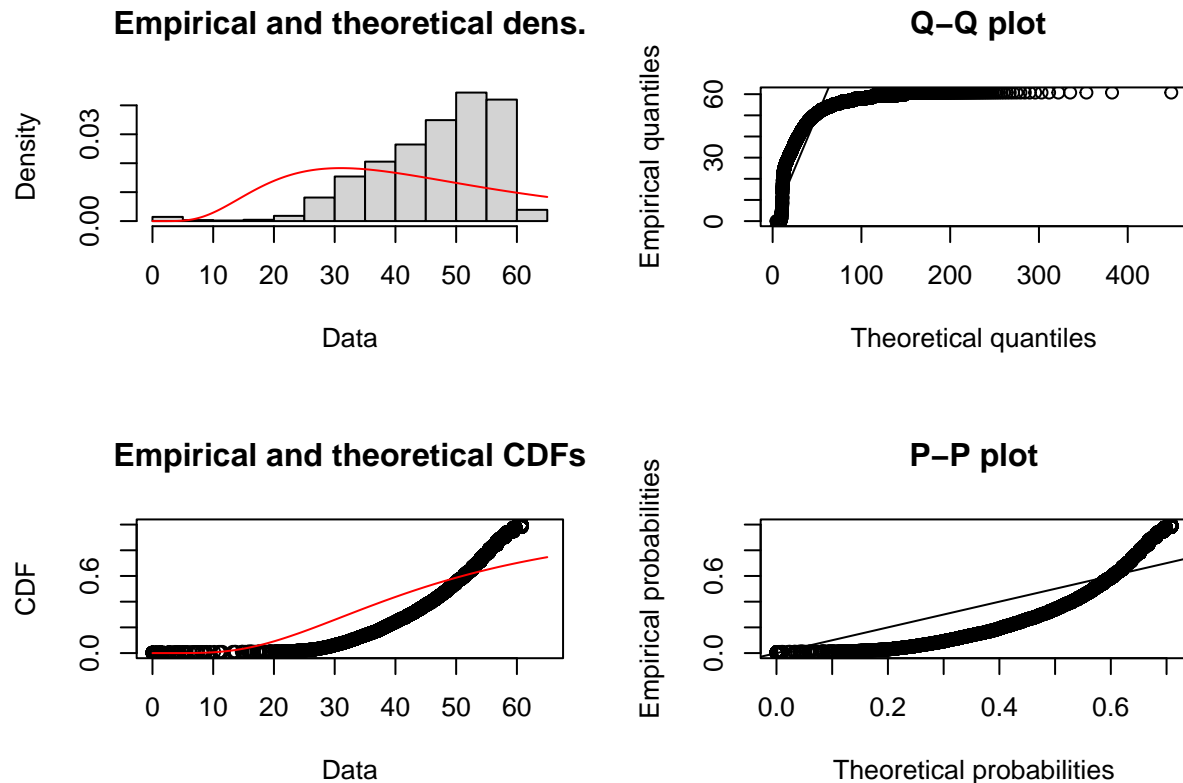 Empirical and theoretical dens.
Density
0.00 0.03
0 10 20 30 40 50 60
Data
Q−Q plot
Empirical quantiles
0 30 60
0 100 200 300 400
Theoretical quantiles
Empirical and theoretical CDFs
CDF
0.0 0.6
0 10 20 30 40 50 60
Data
P−P plot
Empirical probabilities
0.0 0.6
0.0 0.2 0.4 0.6
Theoretical probabilities